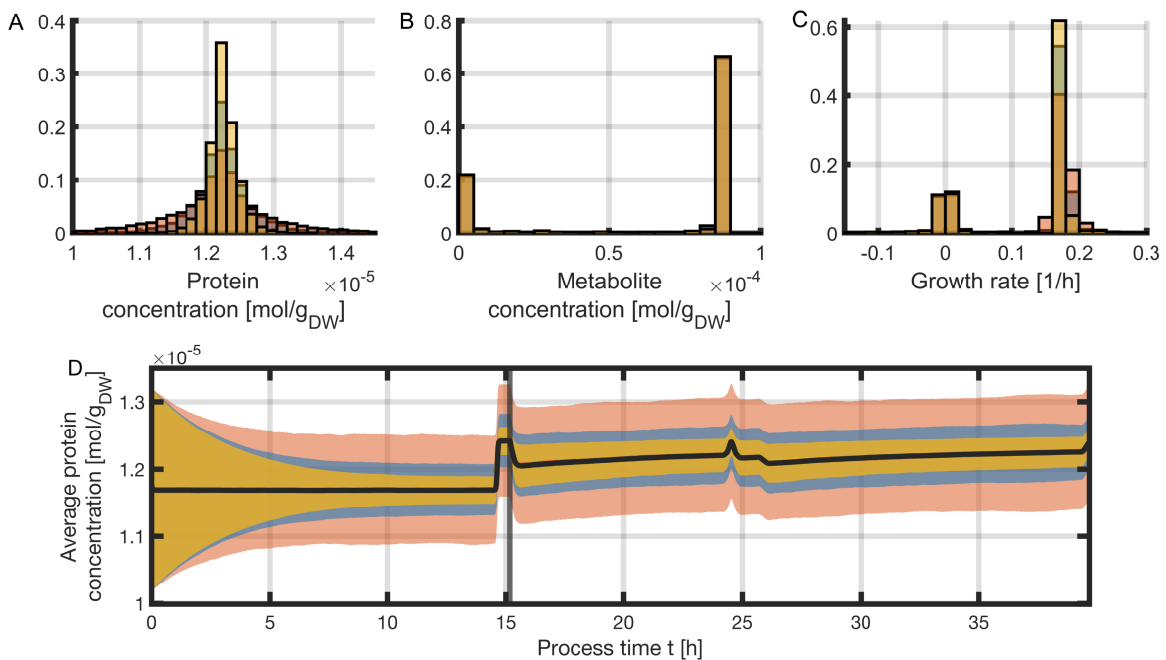 A
0.4
0.3
0.2
0.1
0
1 1.1 1.2 1.3 1.4
×10-5
Protein
concentration [mol/gDW]
B
0.8
0.6
0.4
0.2
0
0 0.5 1
×10-4
Metabolite
concentration [mol/gDW]
C
0.6
0.4
0.2
0
-0.1 0 0.1 0.2 0.3
Growth rate [1/h]
D
×10-5
1.3
1.2
1.1
1
Average protein
concentration [mol/gDW]
0 5 10 15 20 25 30 35
Process time t [h]